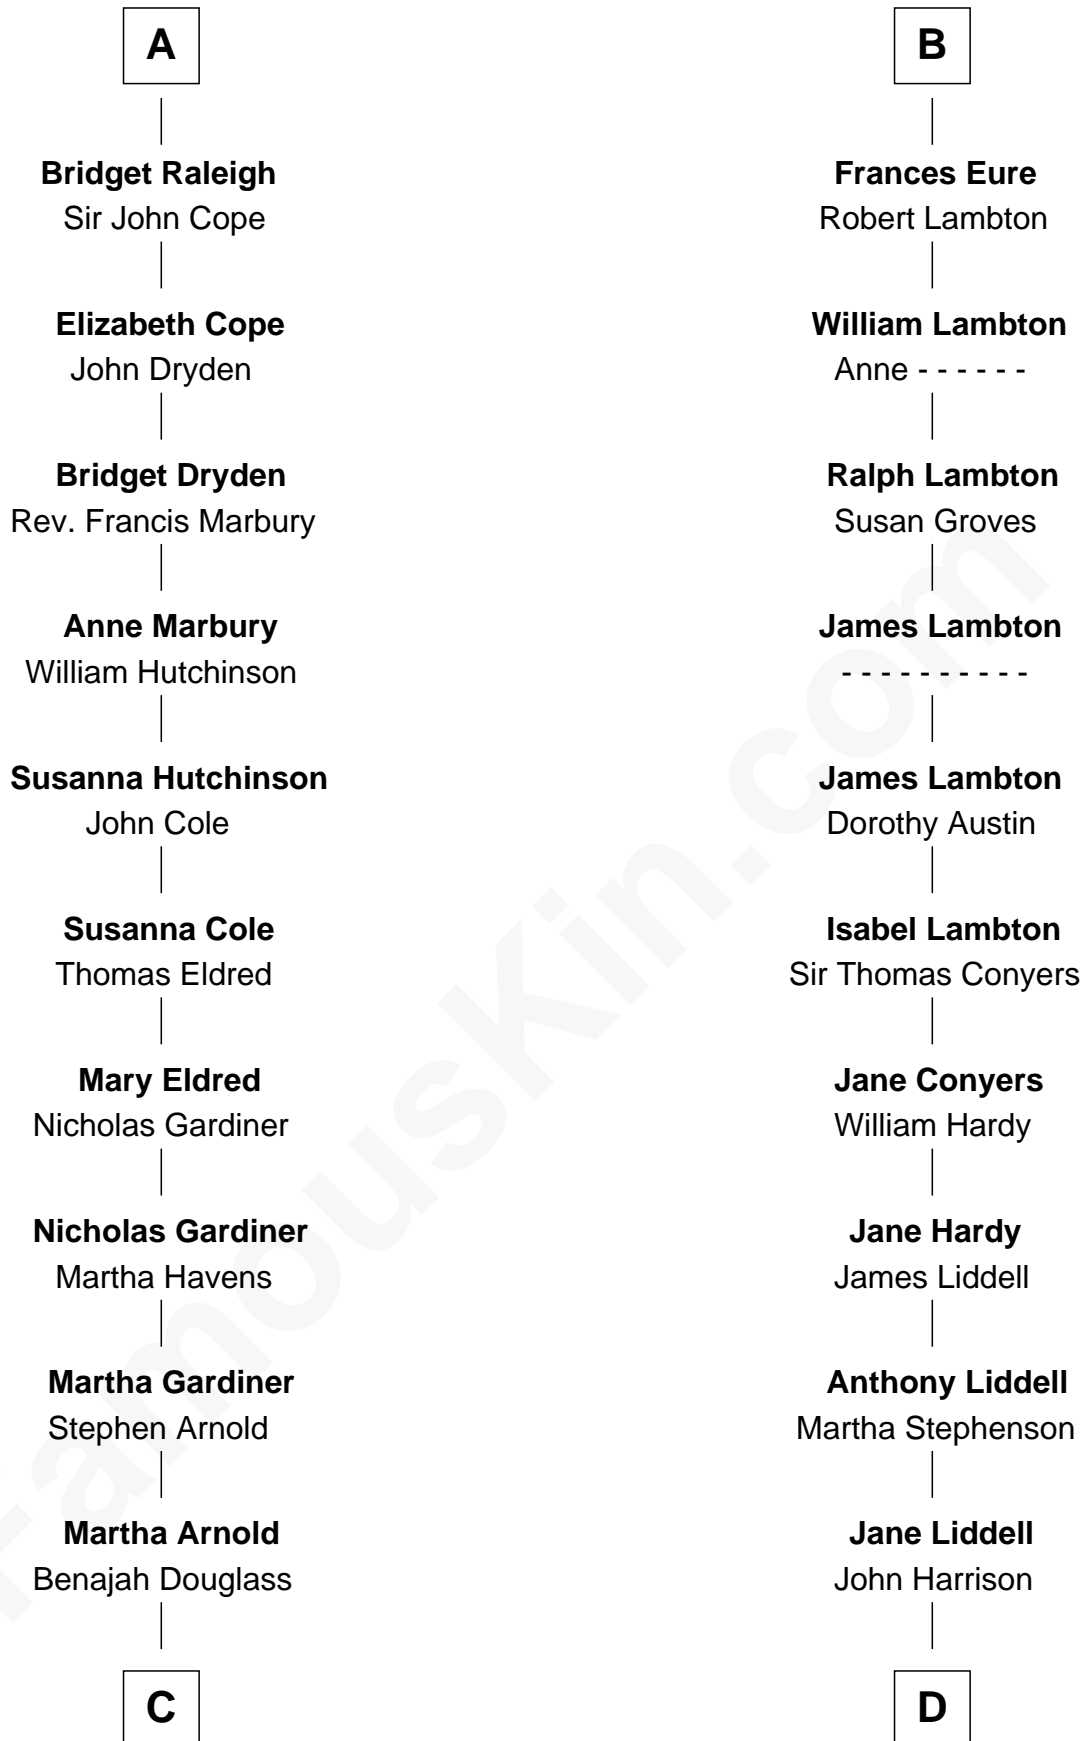 A
Bridget Raleigh
Sir John Cope
Elizabeth Cope
John Dryden
Bridget Dryden
Rev. Francis Marbury
Anne Marbury
William Hutchinson
Susanna Hutchinson
John Cole
Susanna Cole
Thomas Eldred
Mary Eldred
Nicholas Gardiner
Nicholas Gardiner
Martha Havens
Martha Gardiner
Stephen Arnold
Martha Arnold
Benajah Douglass
C
B
Frances Eure
Robert Lambton
William Lambton
Anne - - - - - -
Ralph Lambton
Susan Groves
James Lambton
- - - - - - - - - -
James Lambton
Dorothy Austin
Isabel Lambton
Sir Thomas Conyers
Jane Conyers
William Hardy
Jane Hardy
James Liddell
Anthony Liddell
Martha Stephenson
Jane Liddell
John Harrison
D
FamousKin.com